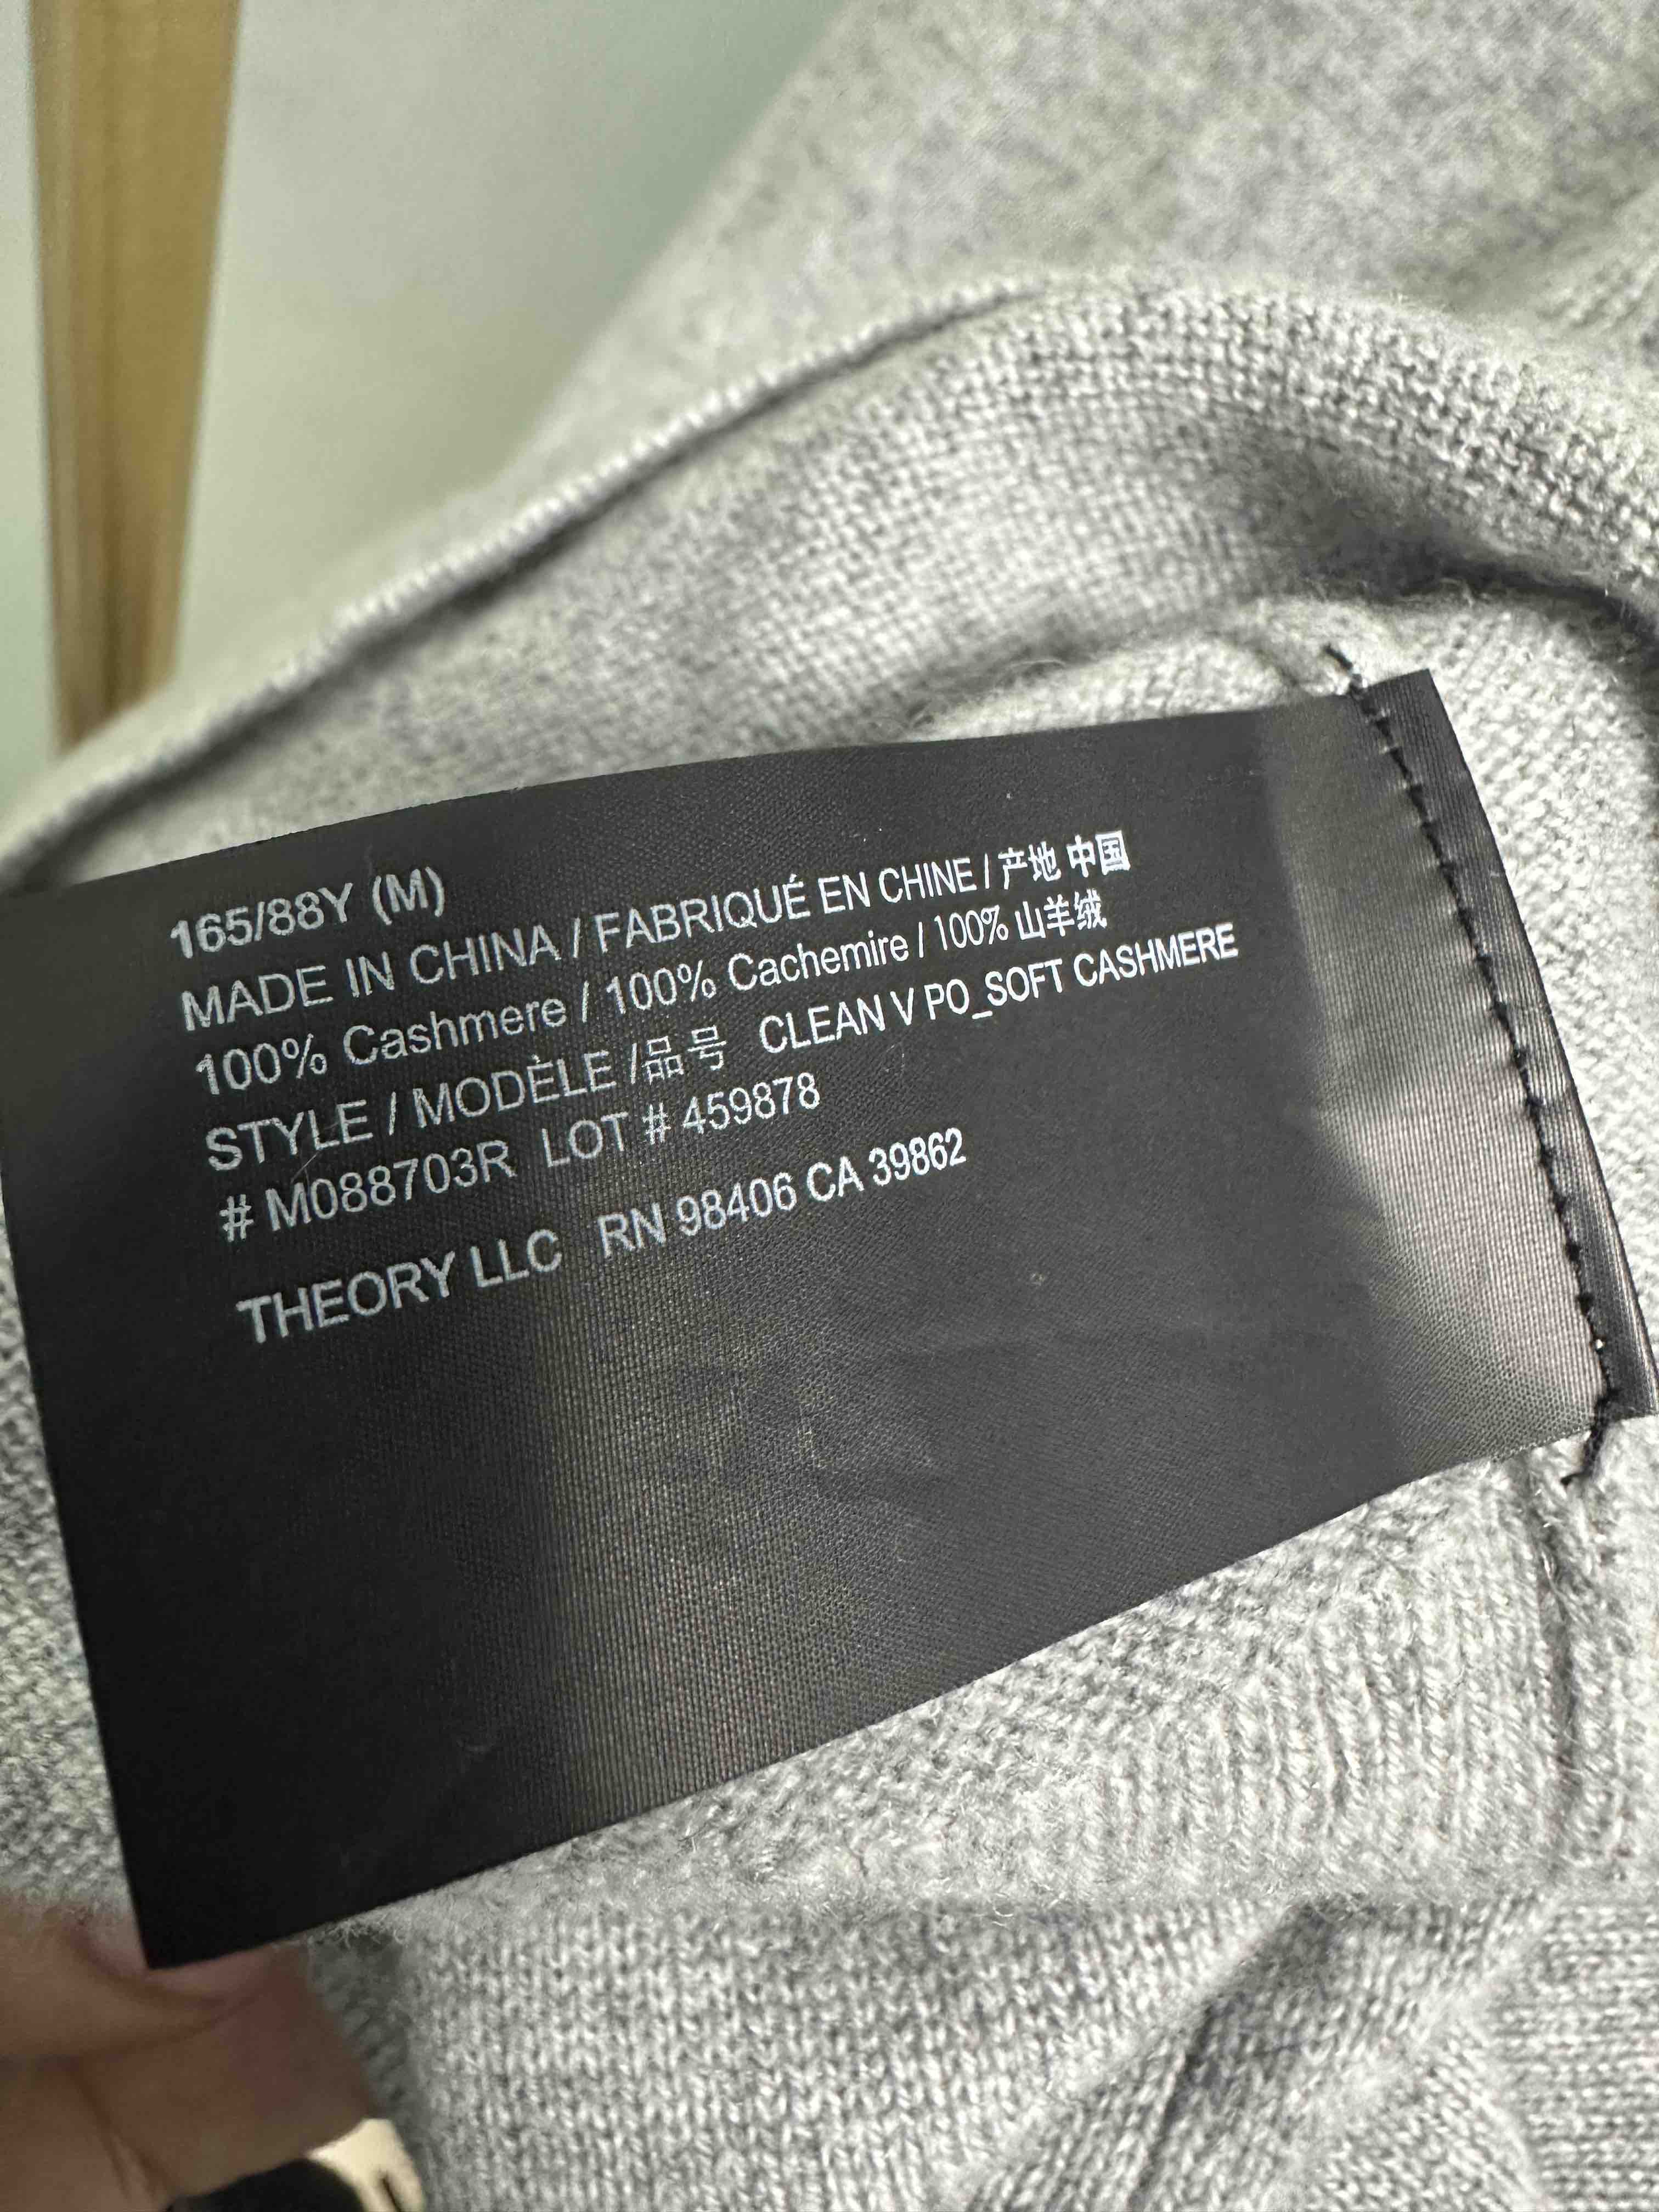 165/88Y (M)
MADE IN CHINA / FABRIQUÉ EN CHINE / 产地 中国
100% Cashmere / 100% Cachemire / 100% 山羊绒
STYLE / MODÈLE /品号 CLEAN V PO_SOFT CASHMERE
# M088703R LOT # 459878
THEORY LLC RN 98406 CA 39862